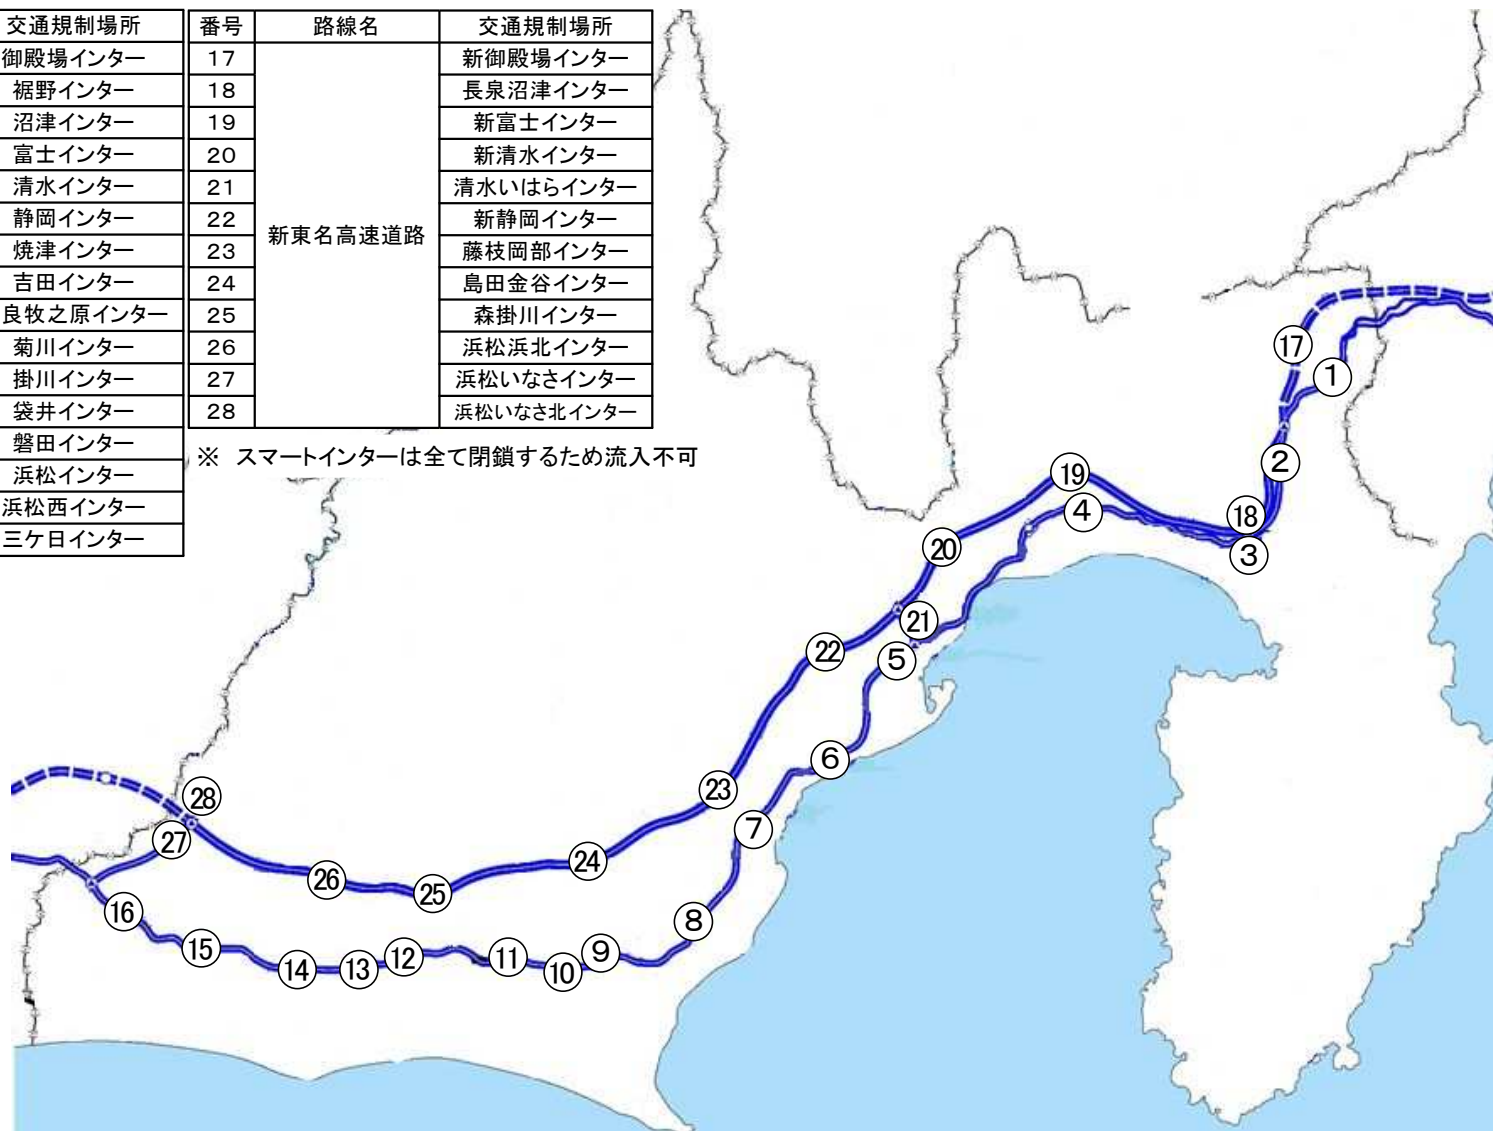 交通規制場所 番号 路線名 交通規制場所
御殿場インター 17 新東名高速道路 新御殿場インター
裾野インター 18 長泉沼津インター
沼津インター 19 新富士インター
富士インター 20 新清水インター
清水インター 21 清水いはらインター
静岡インター 22 新静岡インター
焼津インター 23 藤枝岡部インター
吉田インター 24 島田金谷インター
良牧之原インター 25 森掛川インター
菊川インター 26 浜松浜北インター
掛川インター 27 浜松いなさインター
袋井インター 28 浜松いなさ北インター
磐田インター
浜松インター
浜松西インター
三ケ日インター
※ スマートインターは全て閉鎖するため流入不可
17
1
2
19
4
18
3
20
21
22
5
6
23
7
28
27
24
26
25
8
16
15
14
13
12
11
10
9